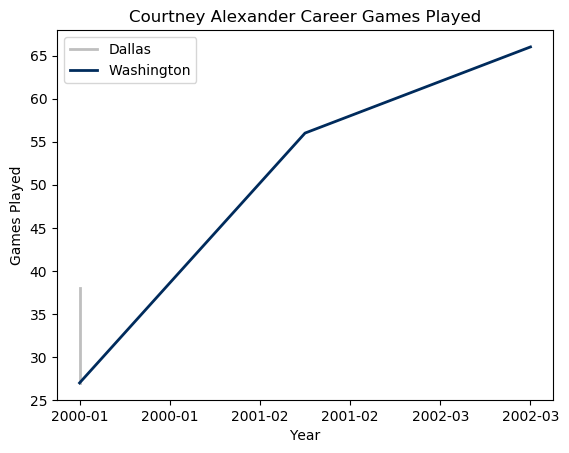 Courtney Alexander Career Games Played
Dallas
Washington
Games Played
65
60
55
50
45
40
35
30
25
2000-01 2000-01 2001-02 2001-02 2002-03 2002-03
Year